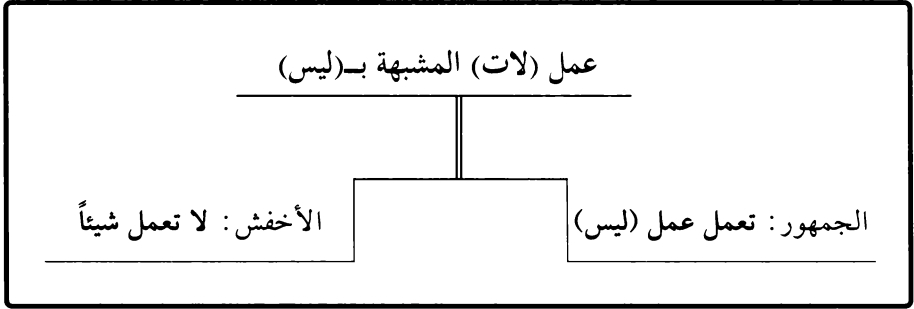 عمل (لات) المشبهة بـ(ليس)
الجمهور: تعمل عمل (ليس)
الأخفش: لا تعمل شيئاً